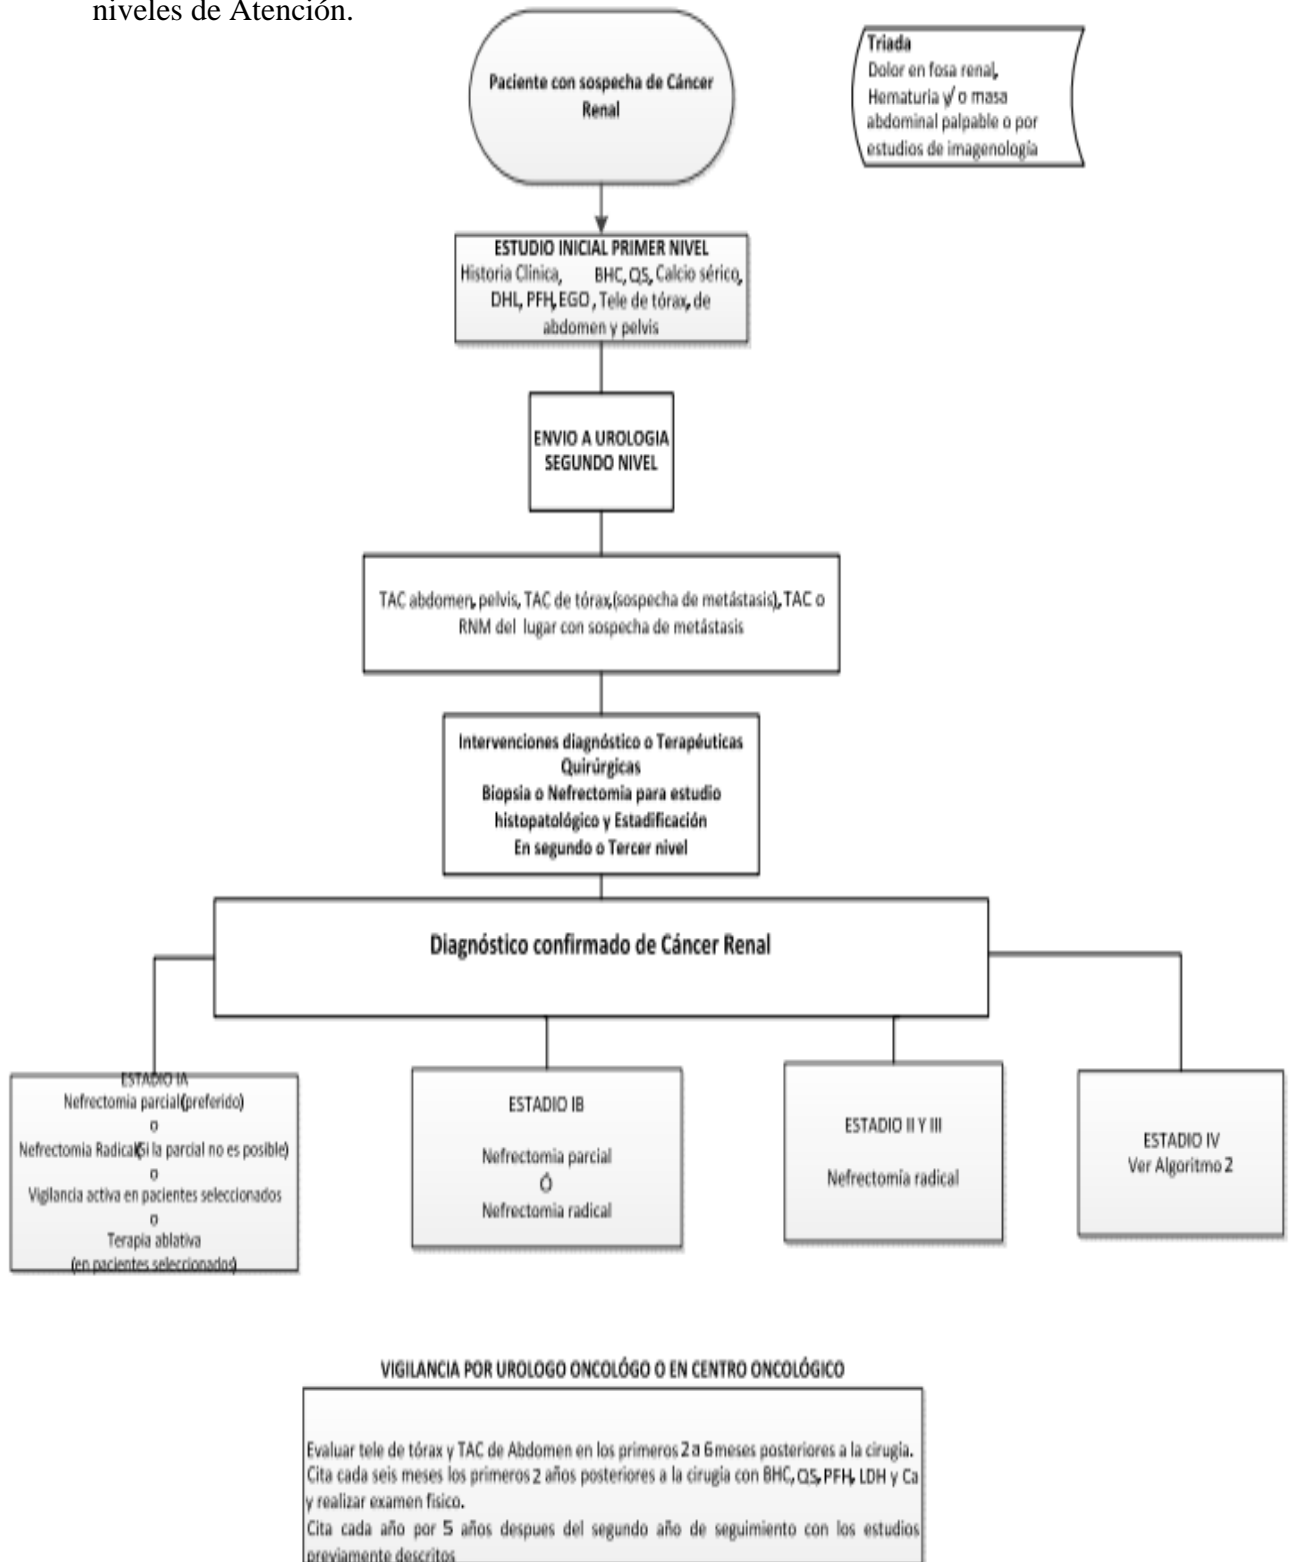 niveles de Atención.
Paciente con sospecha de Cáncer
Renal
Triada
Dolor en fosa renal,
Hematuria y/ o masa
abdominal palpable o por
estudios de imagenología
ESTUDIO INICIAL PRIMER NIVEL
Historia Clinica, BHC, QS, Calcio sérico,
DHL, PFH, EGO, Tele de tórax, de
abdomen y pelvis
ENVIO A UROLOGIA
SEGUNDO NIVEL
TAC abdomen, pelvis, TAC de tórax,(sospecha de metástasis), TAC o
RNM del lugar con sospecha de metástasis
Intervenciones diagnóstico o Terapéuticas
Quirúrgicas
Biopsia o Nefrectomia para estudio
histopatológico y Estadificación
En segundo o Tercer nivel
Diagnóstico confirmado de Cáncer Renal
ESTADIO IA
Nefrectomia parcial(preferido)
o
Nefrectomia Radical(Si la parcial no es posible)
o
Vigilancia activa en pacientes seleccionados
o
Terapia ablativa
(en pacientes seleccionados)
ESTADIO IB
Nefrectomia parcial
Ó
Nefrectomia radical
ESTADIO II Y III
Nefrectomia radical
ESTADIO IV
Ver Algoritmo 2
VIGILANCIA POR UROLOGO ONCOLÓGO O EN CENTRO ONCOLÓGICO
Evaluar tele de tórax y TAC de Abdomen en los primeros 2 a 6 meses posteriores a la cirugia.
Cita cada seis meses los primeros 2 años posteriores a la cirugia con BHC, QS, PFH, LDH y Ca
y realizar examen fisico.
Cita cada año por 5 años despues del segundo año de seguimiento con los estudios
previamente descritos